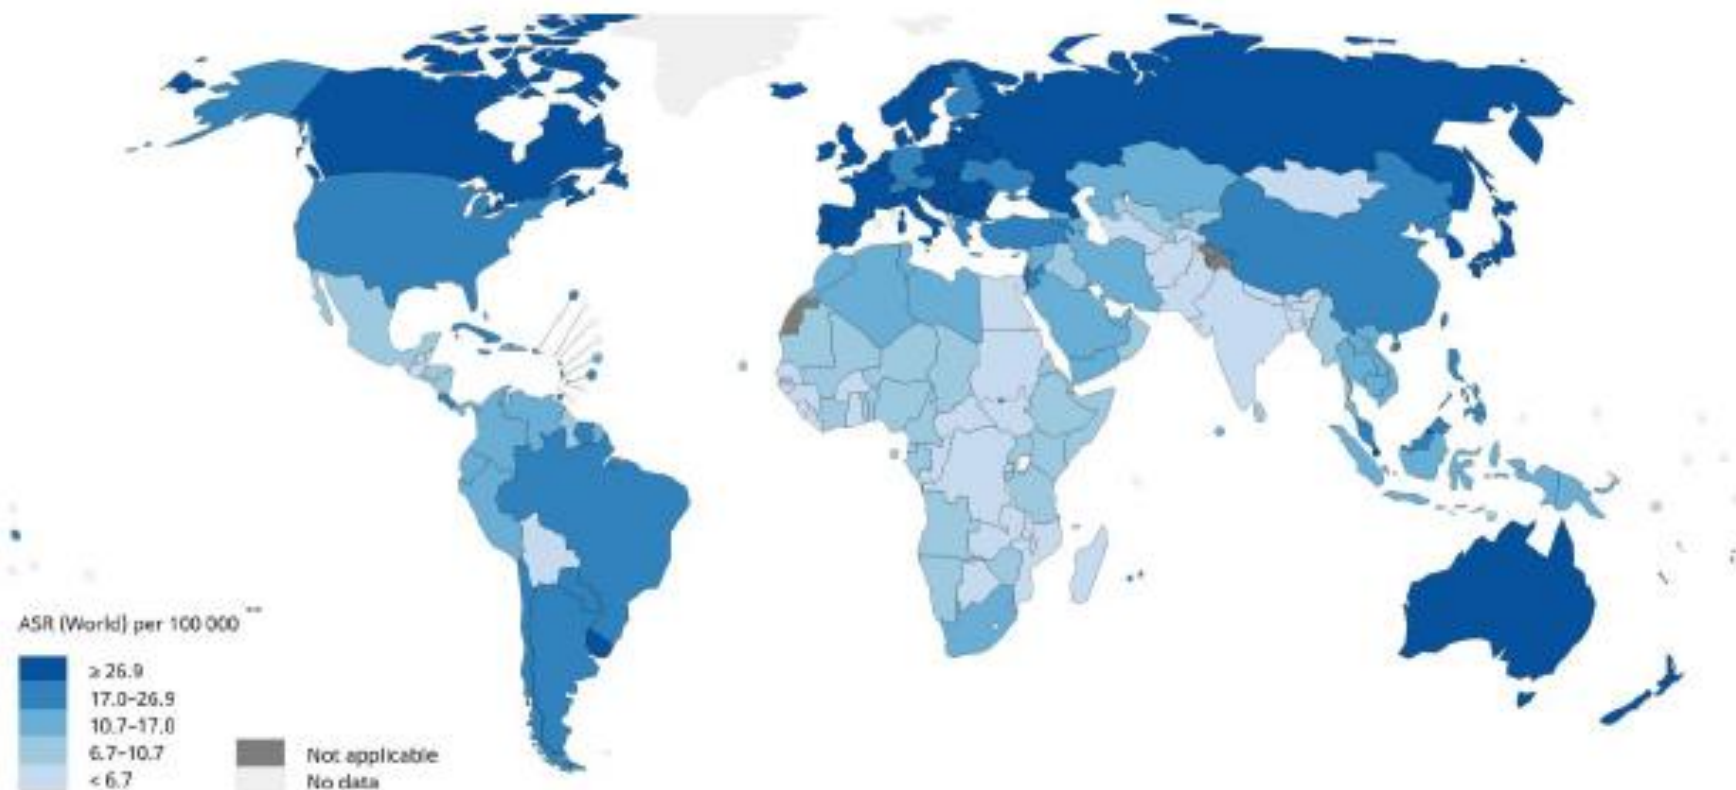 ASR (World) per 100 000 **
≥ 26.9
17.0–26.9
10.7–17.0
6.7–10.7
< 6.7
Not applicable
No data